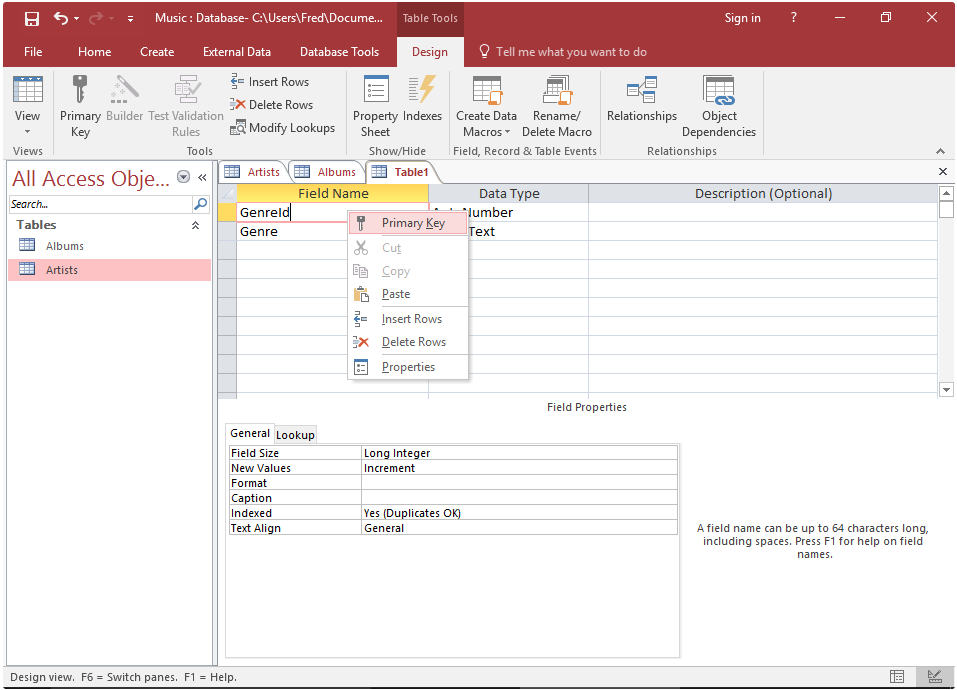 Music : Database- C:\Users\Fred\Docume...
Table Tools
Sign in
?
File
Home
Create
External Data
Database Tools
Design
Tell me what you want to do
View
Primary Key
Builder
Test Validation Rules
Insert Rows
Delete Rows
Modify Lookups
Property Sheet
Indexes
Create Data Macros
Rename/ Delete Macro
Relationships
Object Dependencies
Views
Tools
Show/Hide
Field, Record & Table Events
Relationships
All Access Obje...
Search...
Tables
Albums
Artists
Artists
Albums
Table1
Field Name
Data Type
Description (Optional)
GenreId
Number
Genre
Text
Primary Key
Cut
Copy
Paste
Insert Rows
Delete Rows
Properties
Field Properties
General
Lookup
Field Size
Long Integer
New Values
Increment
Format
Caption
Indexed
Yes (Duplicates OK)
Text Align
General
A field name can be up to 64 characters long,
including spaces. Press F1 for help on field
names.
Design view. F6 = Switch panes. F1 = Help.